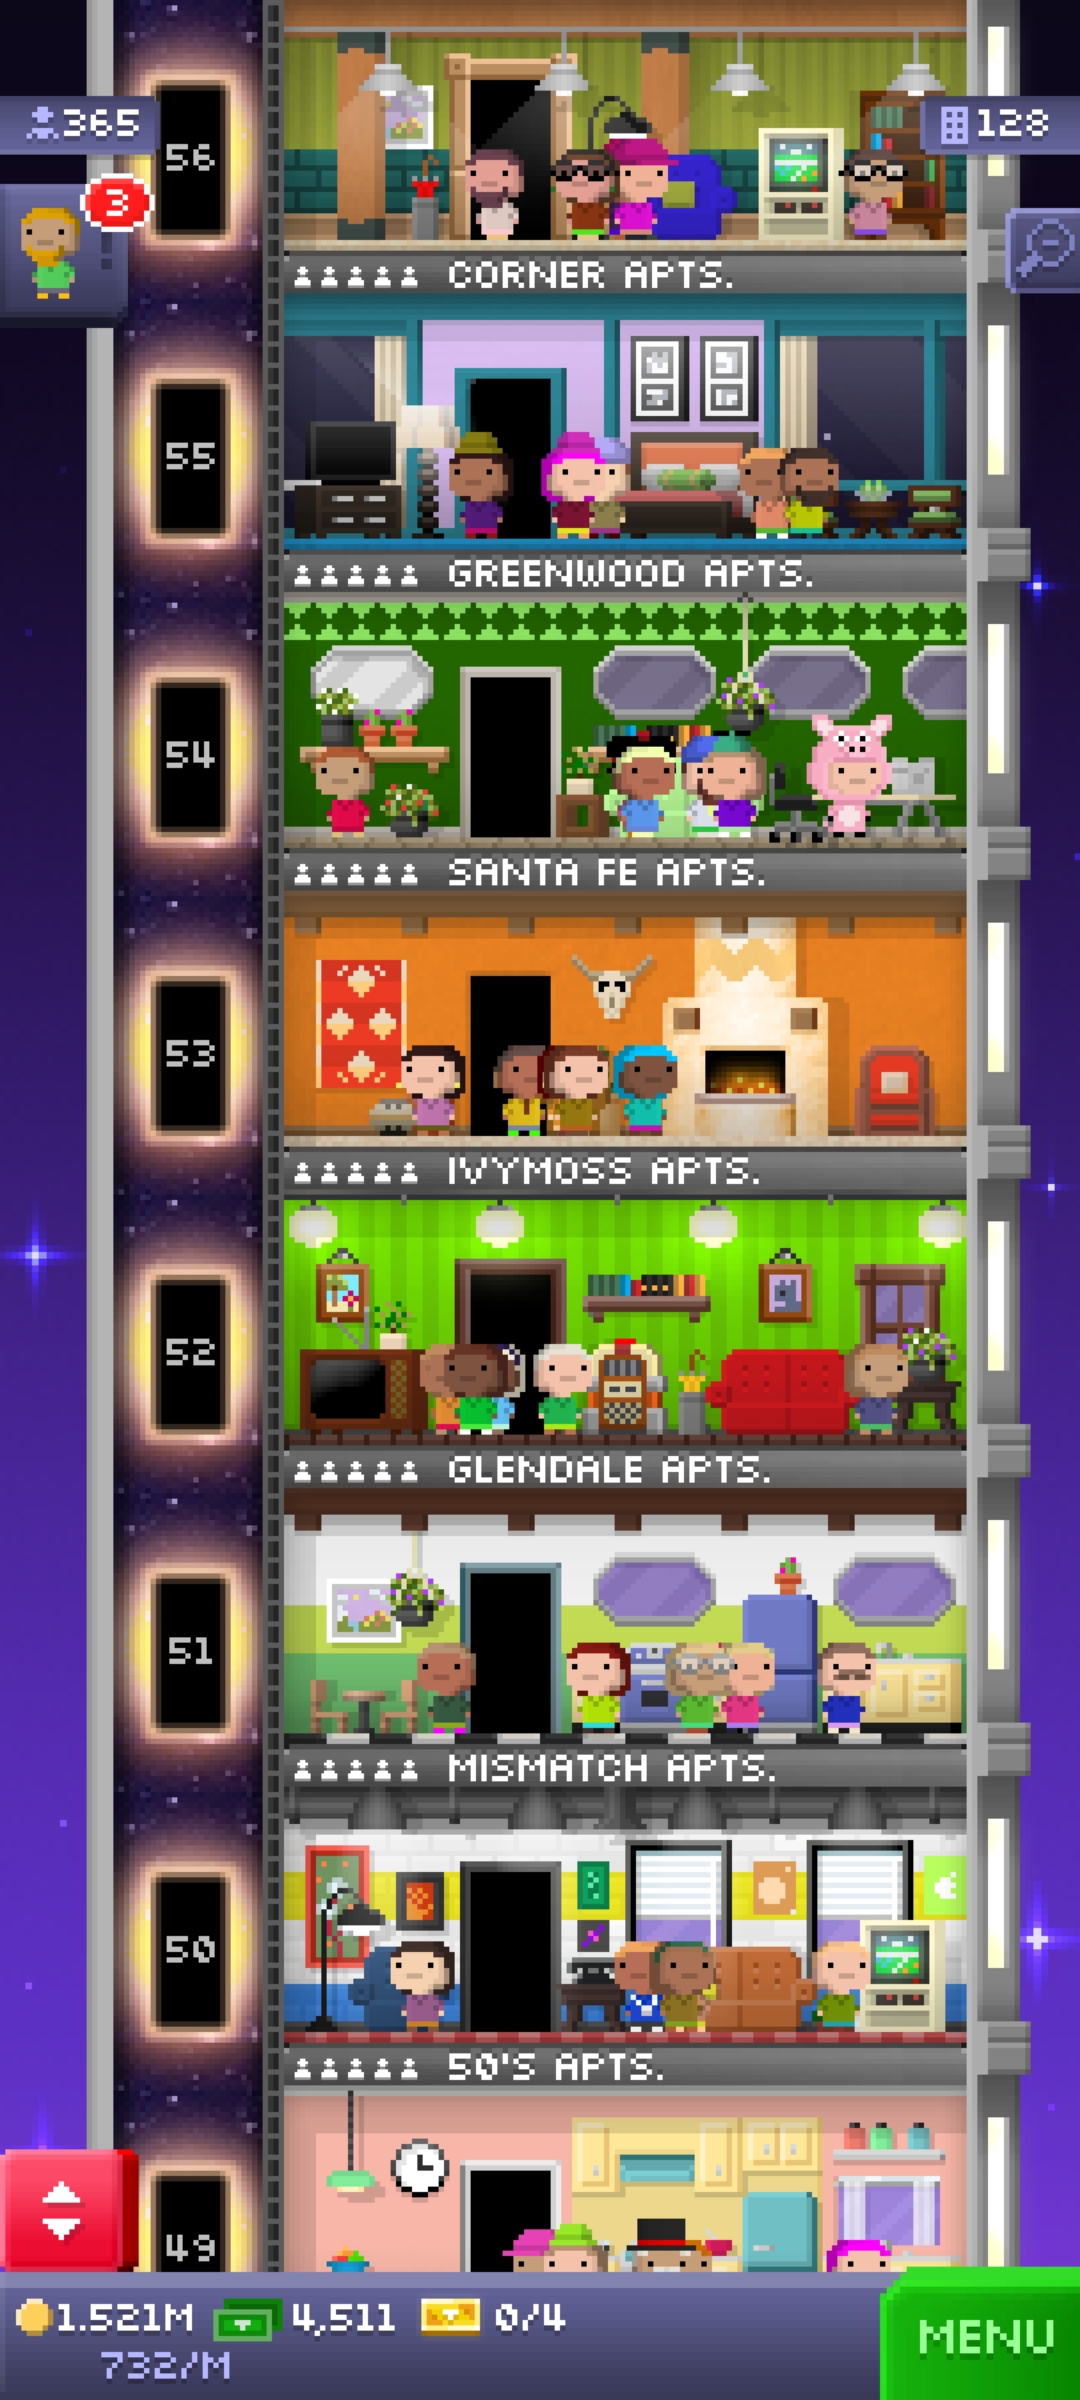 365
56
128
3
CORNER APTS.
55
GREENWOOD APTS.
54
SANTA FE APTS.
53
IVYMOSS APTS.
52
GLENDALE APTS.
51
MISMATCH APTS.
50
50'S APTS.
49
1.521M 4,511 0/4
732/M
MENU